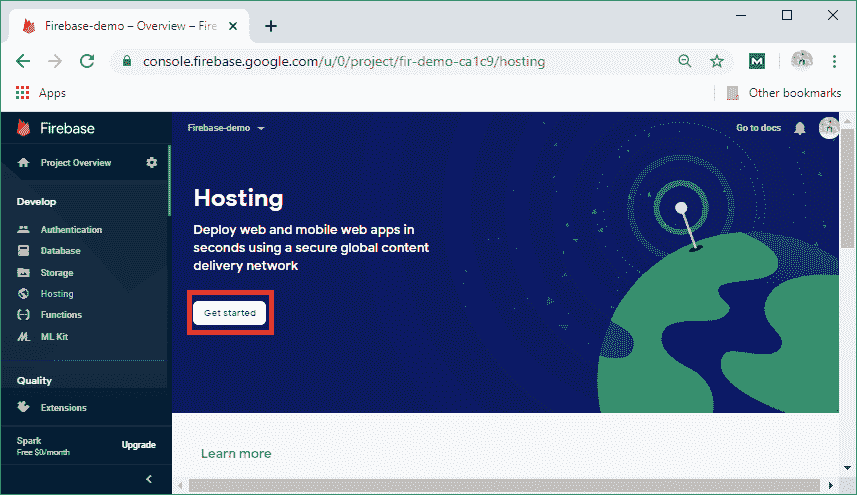 Firebase-demo – Overview – Fire
console.firebase.google.com/u/0/project/fir-demo-ca1c9/hosting
Apps
Other bookmarks
Firebase
Firebase-demo
Go to docs
Project Overview
Develop
Authentication
Database
Storage
Hosting
Functions
ML Kit
Quality
Extensions
Spark
Free $0/month
Upgrade
Hosting
Deploy web and mobile web apps in
seconds using a secure global content
delivery network
Get started
Learn more